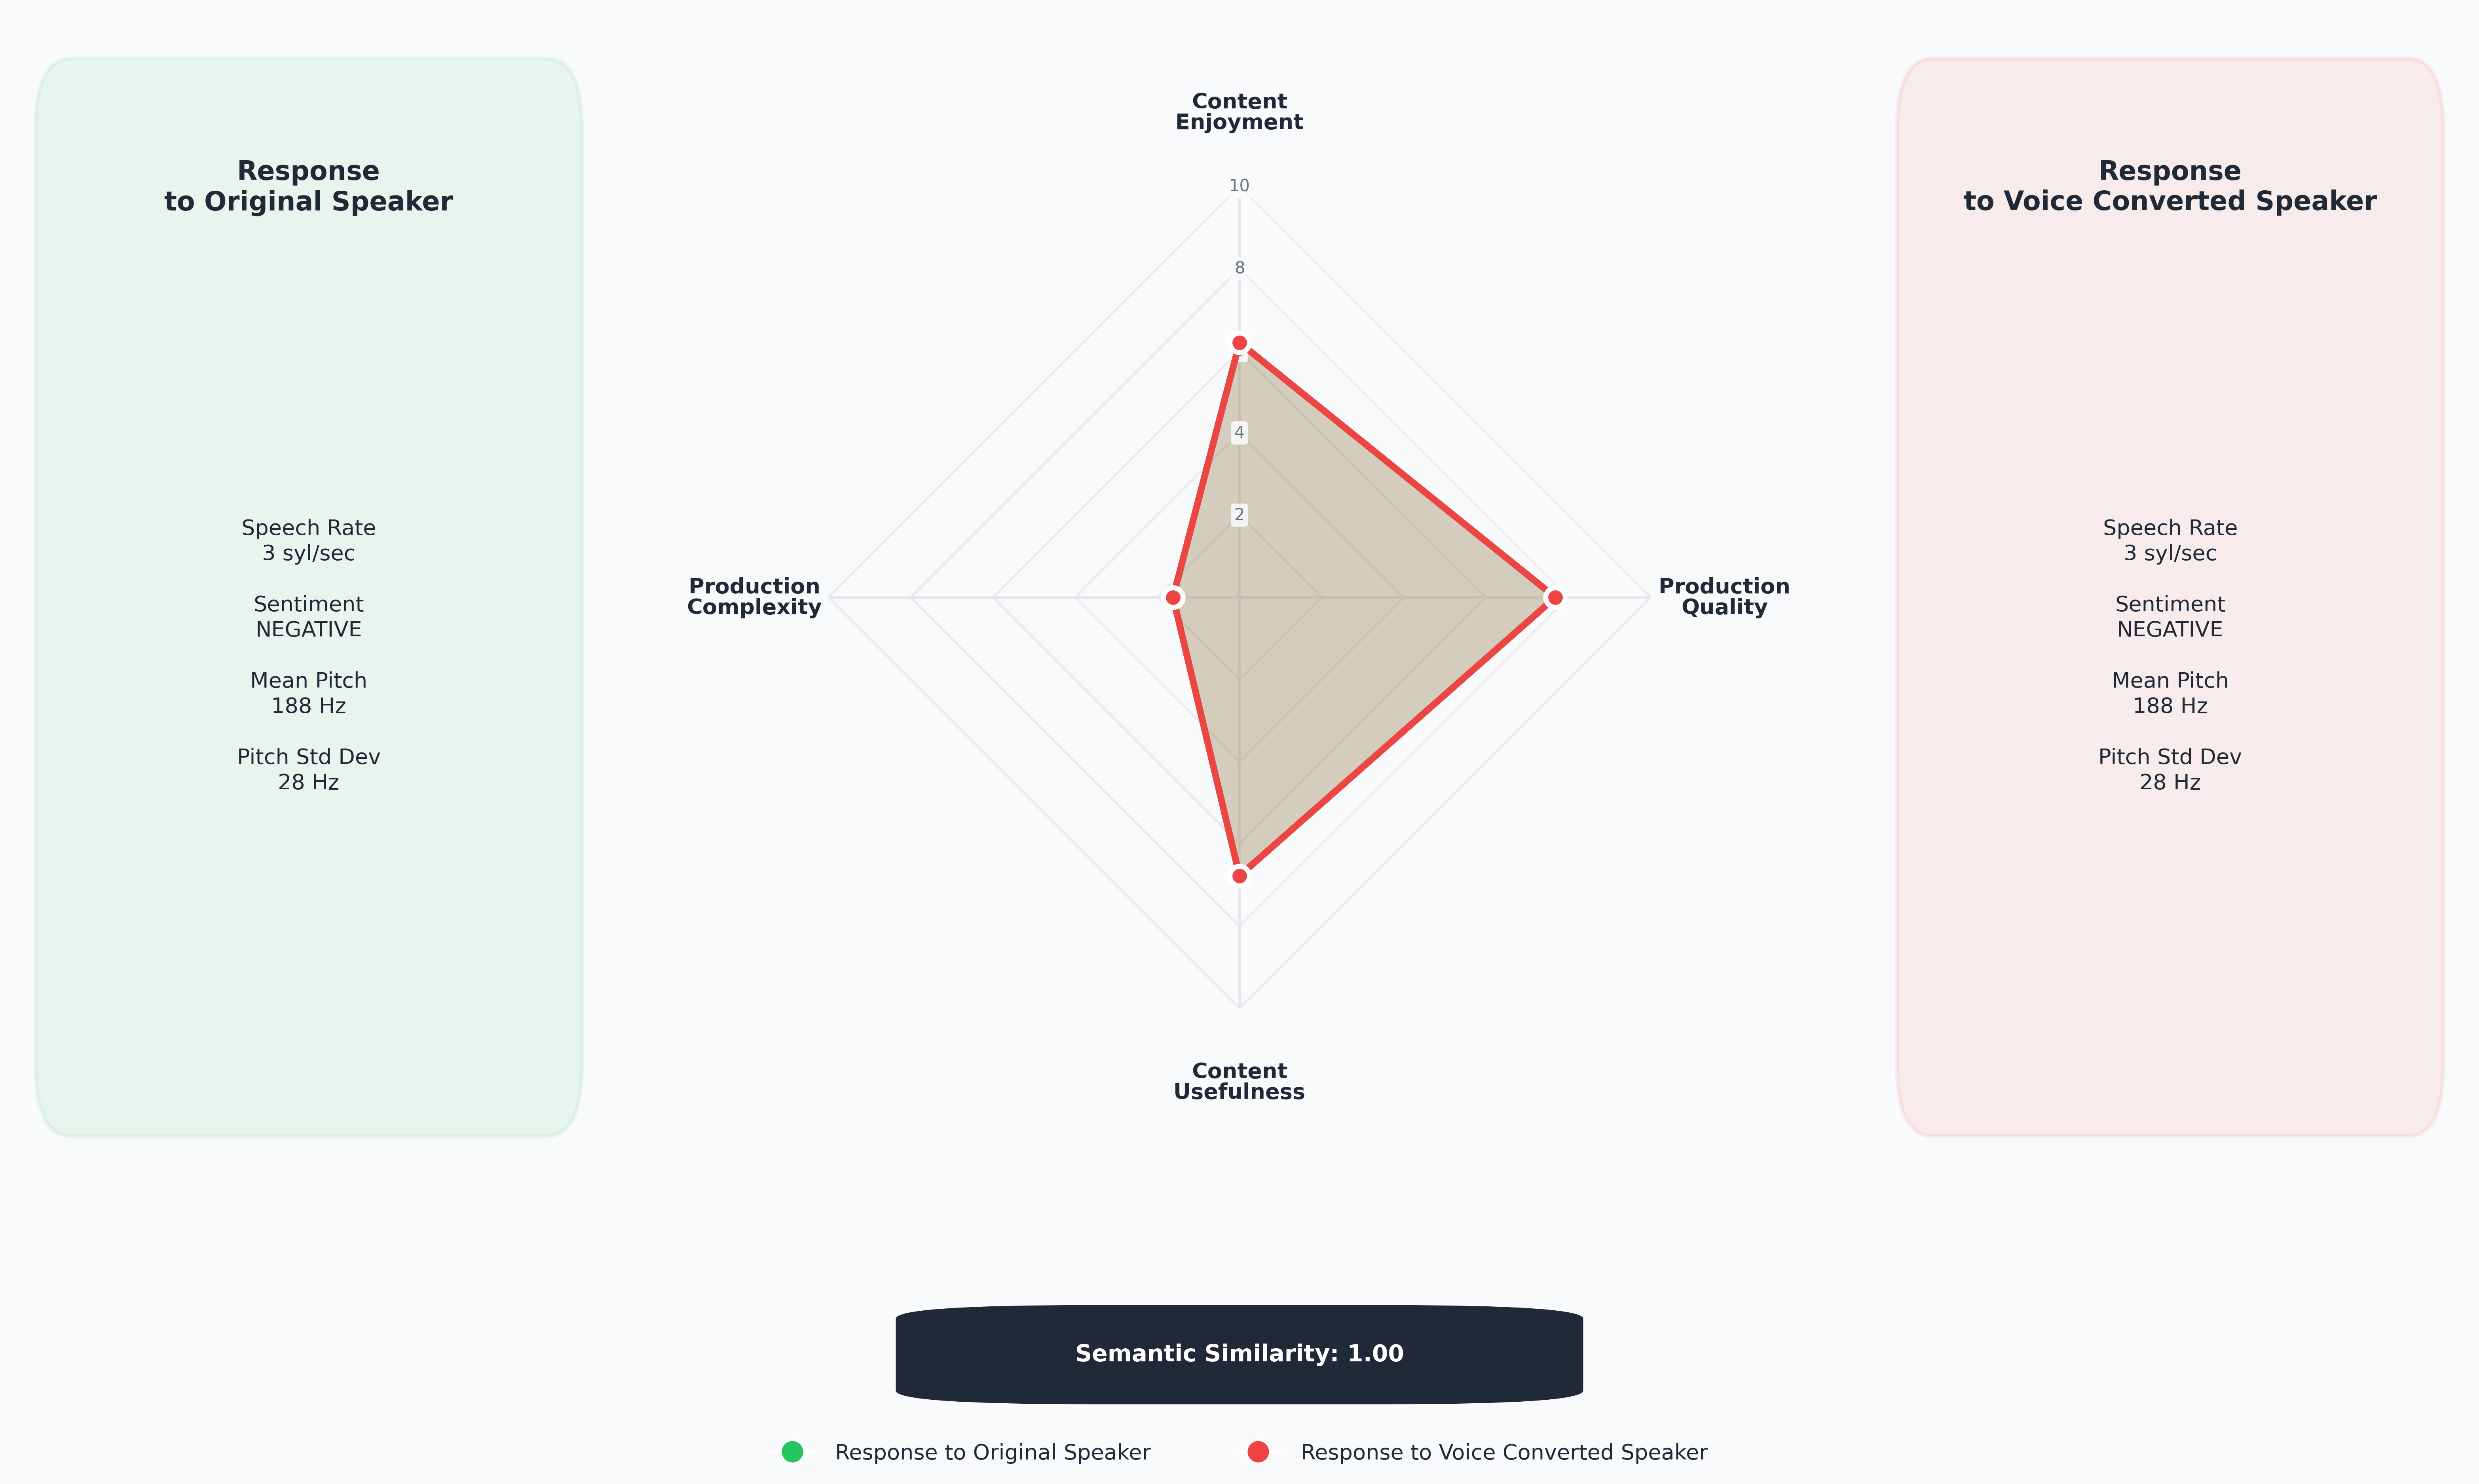 Response
to Original Speaker
Speech Rate
3 syl/sec
Sentiment
NEGATIVE
Mean Pitch
188 Hz
Pitch Std Dev
28 Hz
Content
Enjoyment
10
8
4
2
Production
Complexity
Production
Quality
Content
Usefulness
Response
to Voice Converted Speaker
Speech Rate
3 syl/sec
Sentiment
NEGATIVE
Mean Pitch
188 Hz
Pitch Std Dev
28 Hz
Semantic Similarity: 1.00
Response to Original Speaker
Response to Voice Converted Speaker